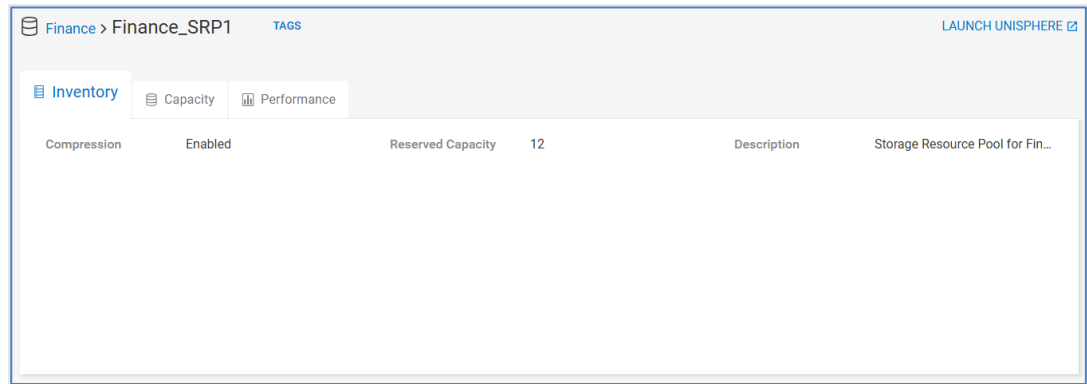 Finance > Finance_SRP1 TAGS LAUNCH UNISPHERE
Inventory Capacity Performance
Compression Enabled Reserved Capacity 12 Description Storage Resource Pool for Fin...